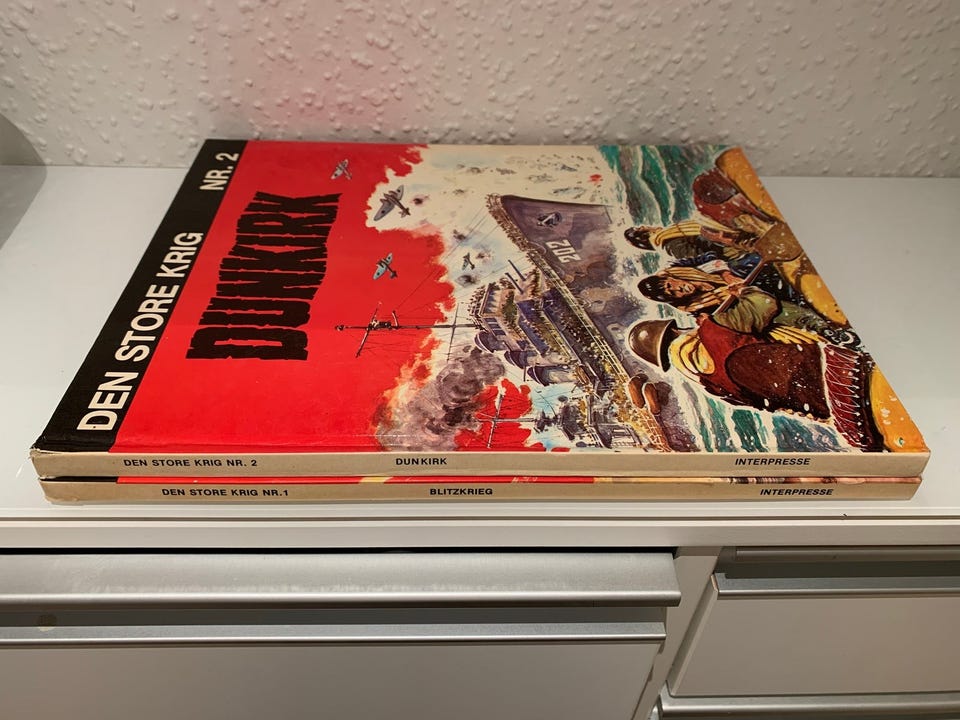 DEN STORE KRIG NR. 2
DUNKIRK
202
DEN STORE KRIG NR. 2 DUNKIRK INTERPRESSE
DEN STORE KRIG NR.1 BLITZKRIEG INTERPRESSE